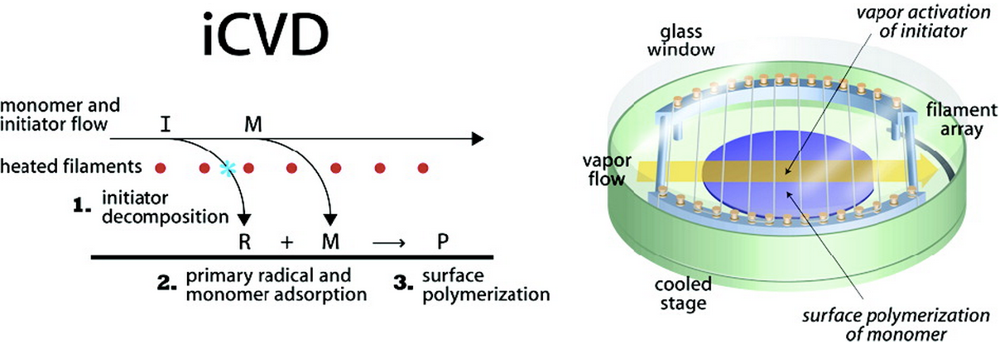 iCVD
monomer and
initiator flow
I
M
heated filaments
1. initiator
decomposition
R + M → P
2. primary radical and
monomer adsorption
3. surface
polymerization
vapor activation
of initiator
glass
window
filament
array
vapor
flow
cooled
stage
surface polymerization
of monomer